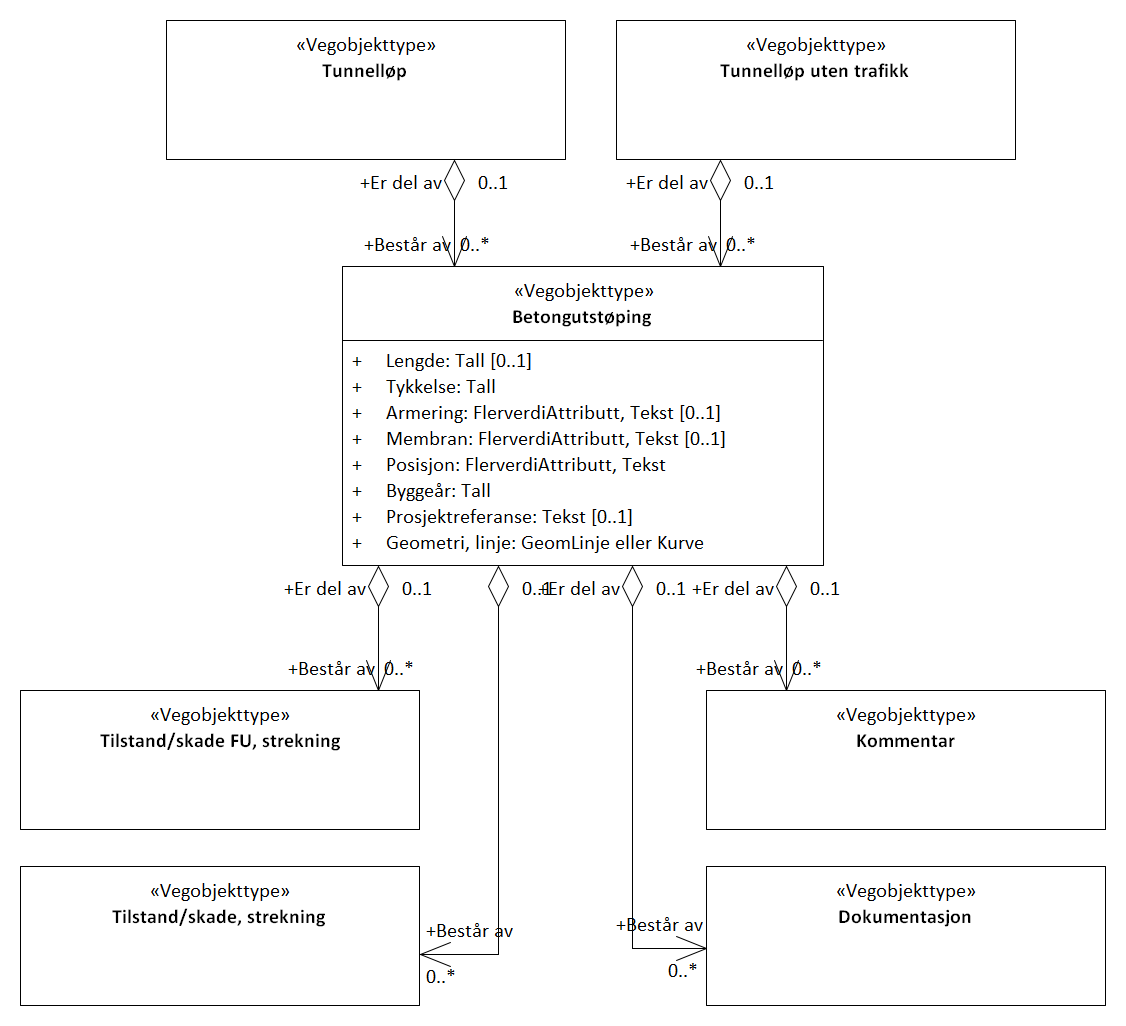 «Vegobjekttype»
Tunnelløp
«Vegobjekttype»
Tunnelløp uten trafikk
+Er del av 0..1
+Er del av 0..1
+Består av 0..*
+Består av 0..*
«Vegobjekttype»
Betongutstøping
+ Lengde: Tall [0..1]
+ Tykkelse: Tall
+ Armering: FlerverdiAttributt, Tekst [0..1]
+ Membran: FlerverdiAttributt, Tekst [0..1]
+ Posisjon: FlerverdiAttributt, Tekst
+ Byggeår: Tall
+ Prosjektreferanse: Tekst [0..1]
+ Geometri, linje: GeomLinje eller Kurve
+Er del av 0..1
0..1
+Er del av 0..1
+Er del av 0..1
+Består av 0..*
+Består av 0..*
«Vegobjekttype»
Tilstand/skade FU, strekning
«Vegobjekttype»
Kommentar
«Vegobjekttype»
Tilstand/skade, strekning
«Vegobjekttype»
Dokumentasjon
+Består av
0..*
+Består av
0..*